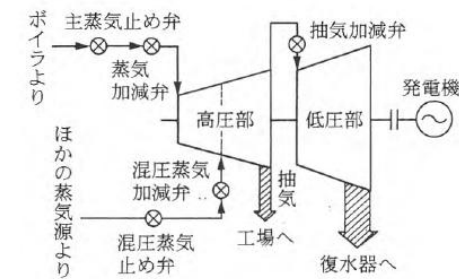 ボイラより
主蒸気止め弁
蒸気
加減弁
抽気加減弁
発電機
高圧部
低圧部
ほかの蒸気源より
混圧蒸気
加減弁
抽気
工場へ
混圧蒸気
止め弁
復水器へ